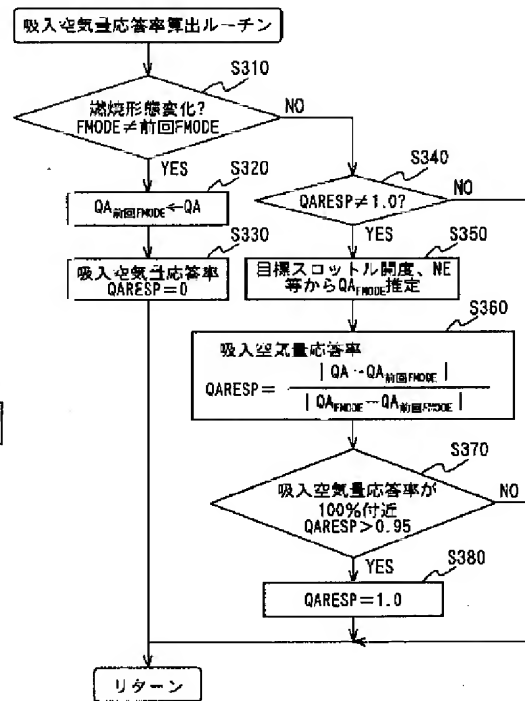 吸入空気量応答率算出ルーチン
S310
燃焼形態変化?
FMODE≠前回FMODE
NO
YES
S320
QA前回FMODE←QA
S330
吸入空気量応答率
QARESP=0
S340
QARESP≠1.0?
NO
YES
S350
目標スロットル開度、NE
等からQAFMODE推定
S360
吸入空気量応答率
QARESP=
|QA-QA前回FMODE|
|QAFMODE-QA前回FMODE|
S370
吸入空気量応答率が
100%付近
QARESP>0.95
NO
YES
S380
QARESP=1.0
リターン